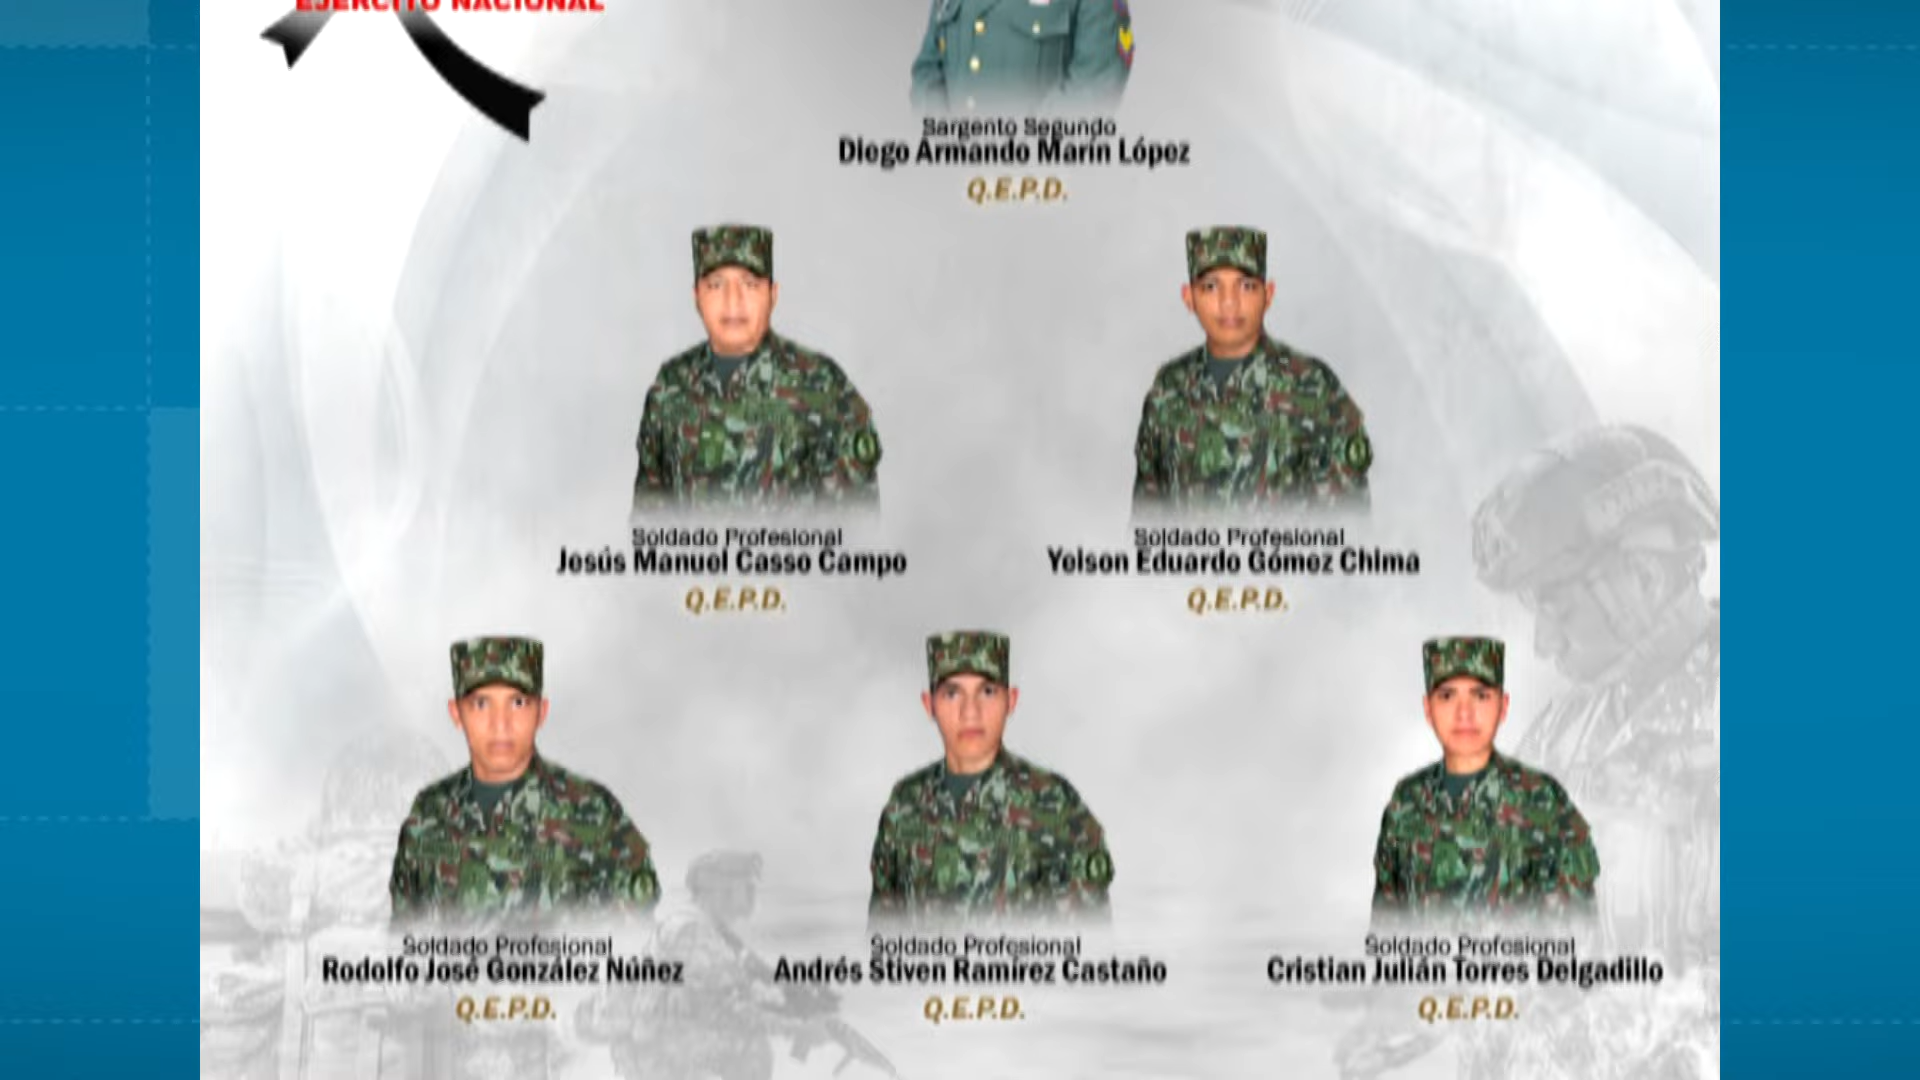 EJÉRCITO NACIONAL
Sargento Segundo
Diego Armando Marín López
Q.E.P.D.
Soldado Profesional
Jesús Manuel Casso Campo
Q.E.P.D.
Soldado Profesional
Yeison Eduardo Gómez Chima
Q.E.P.D.
Soldado Profesional
Rodolfo José González Núñez
Q.E.P.D.
Soldado Profesional
Andrés Stiven Ramírez Castaño
Q.E.P.D.
Soldado Profesional
Cristian Julián Torres Delgadillo
Q.E.P.D.